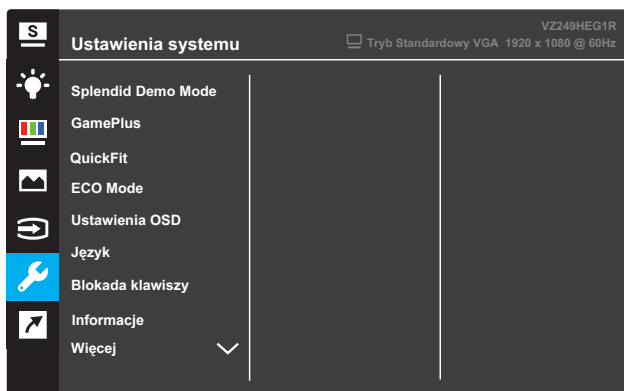 S
VZ249HEG1R
Ustawienia systemu
Tryb Standardowy VGA 1920 x 1080 @ 60Hz
Splendid Demo Mode
GamePlus
QuickFit
ECO Mode
Ustawienia OSD
Język
Blokada klawiszy
Informacje
Więcej